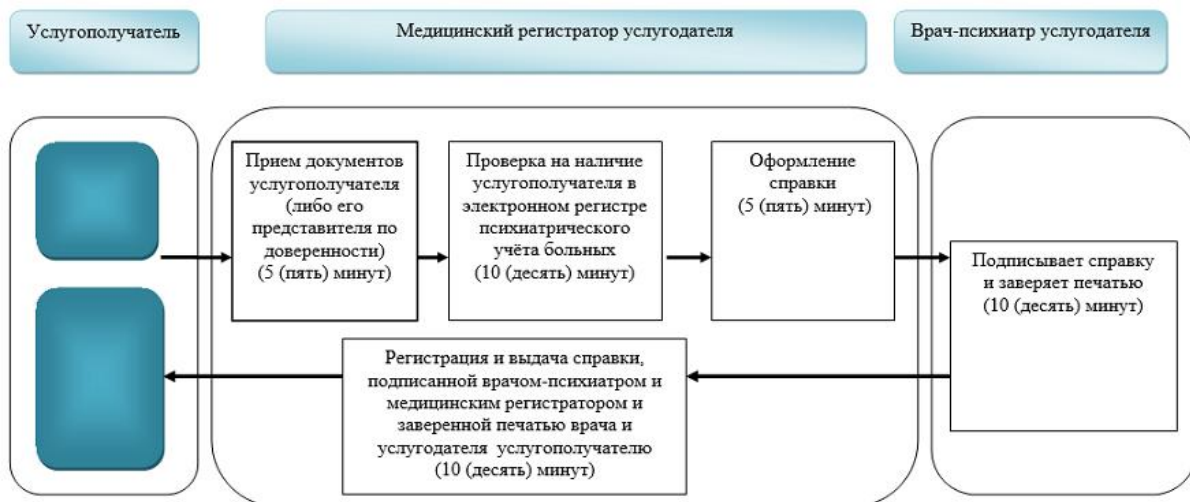 Услугополучатель
Медицинский регистратор услугодателя
Врач-психиатр услугодателя
Прием документов
услугополучателя
(либо его
представителя по
доверенности)
(5 (пять) минут
Проверка на наличие
услугополучателя в
электронном регистре
психиатрического
учёта больных
(10 (десять) минут)
Оформление
справки
(5 (пять) минут)
Подписывает справку
и заверяет печатью
(10 (десять) минут)
Регистрация и выдача справки,
подписанной врачом-психиатром и
медицинским регистратором и
заверенной печатью врача и
услугодателя услугополучателю
(10 (десять) минут)